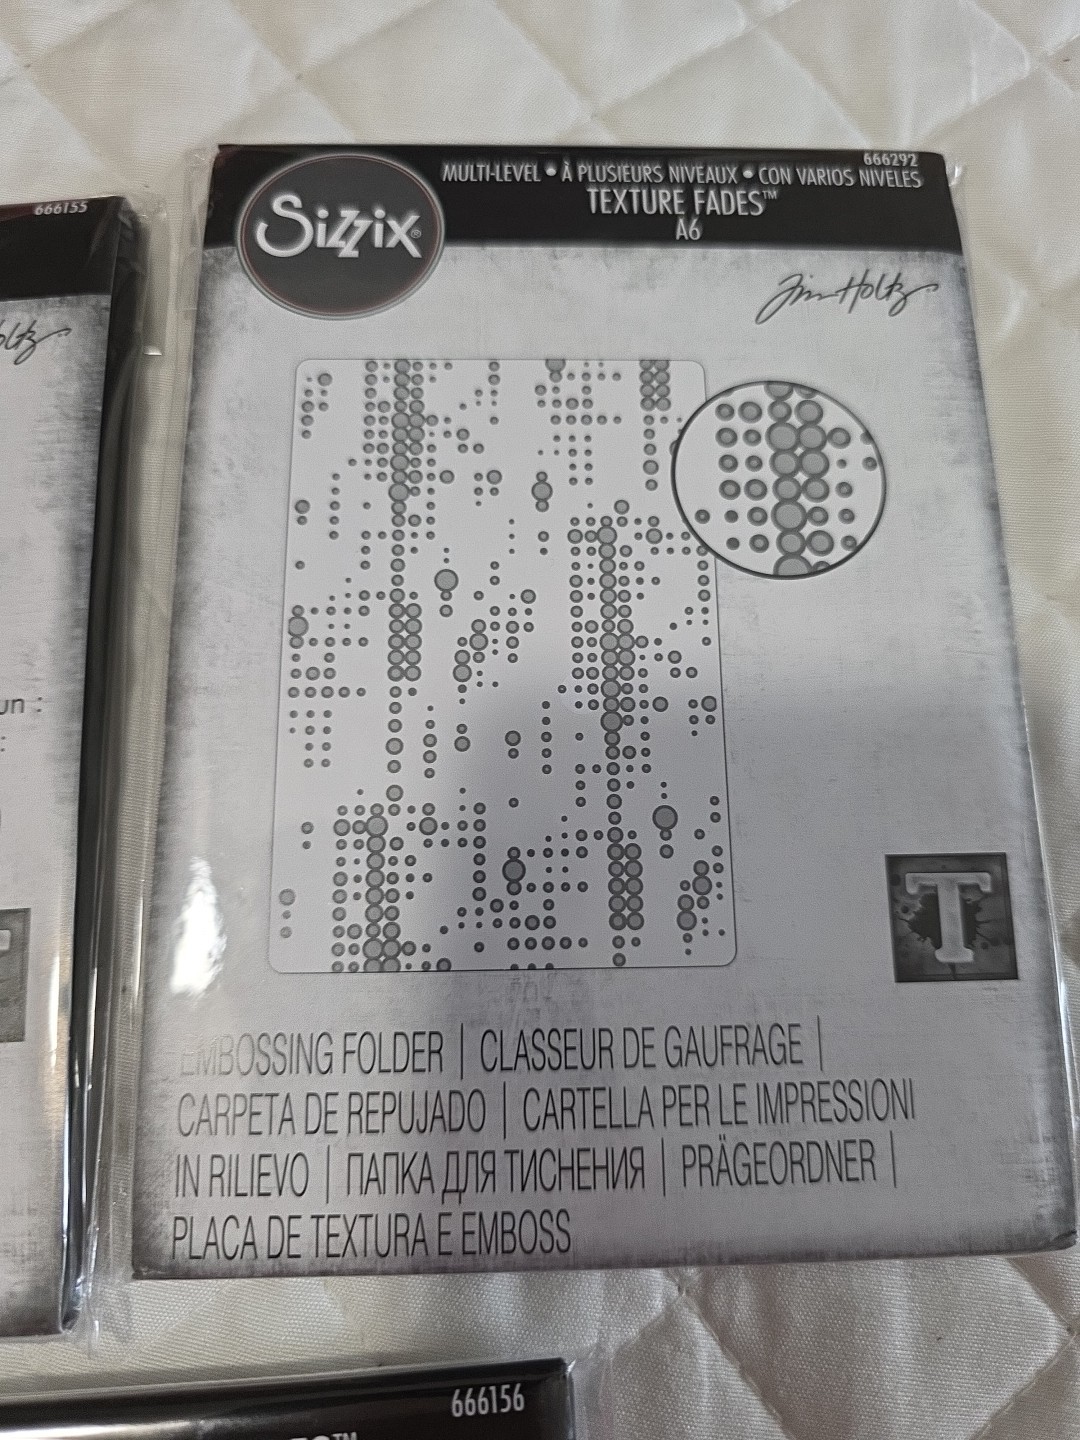 666155
666292
MULTI-LEVEL • À PLUSIEURS NIVEAUX • CON VARIOS NIVELES
TEXTURE FADES™
A6
Sizzix®
Tim Holtz
T
EMBOSSING FOLDER | CLASSEUR DE GAUFRAGE |
CARPETA DE REPUJADO | CARTELLA PER LE IMPRESSIONI
IN RILIEVO | ПАПКА ДЛЯ ТИСНЕНИЯ | PRÄGEORDNER |
PLACA DE TEXTURA E EMBOSS
666156